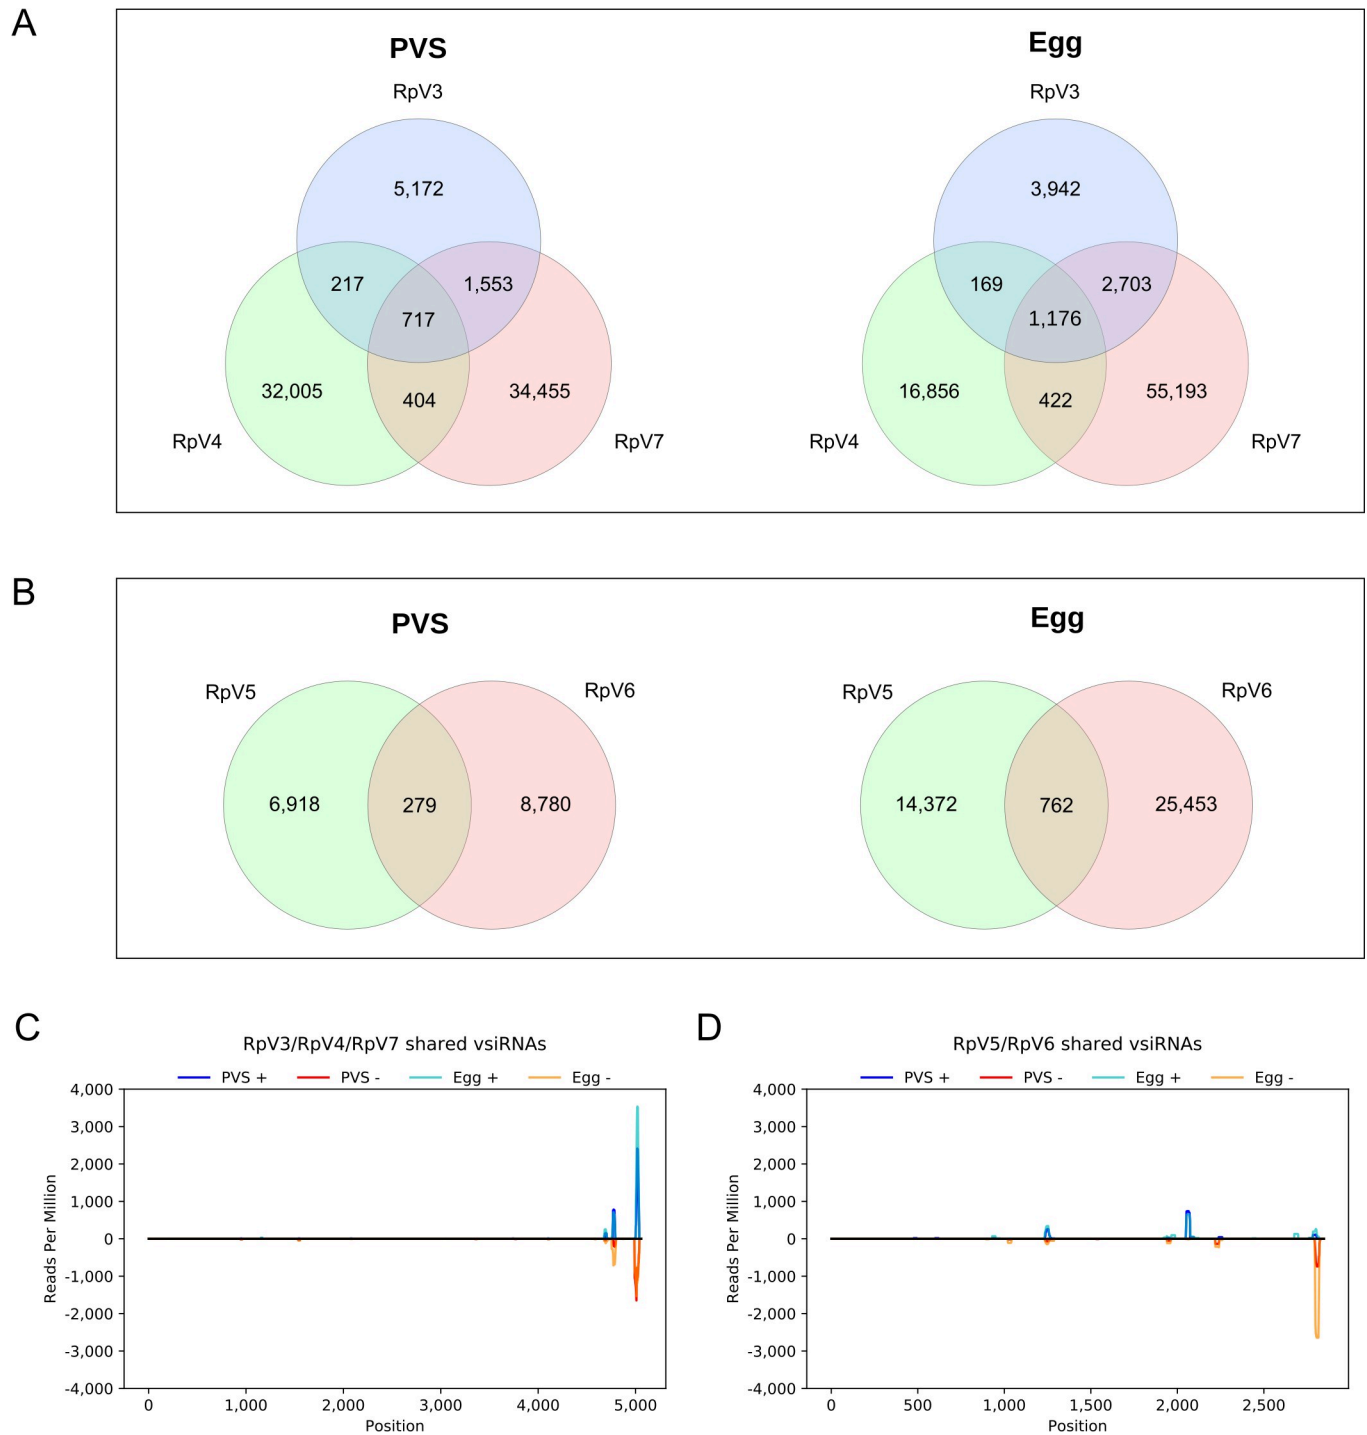 A
PVS
Egg
RpV3
RpV3
5,172
3,942
217
1,553
169
2,703
717
1,176
32,005
404
34,455
16,856
422
55,193
RpV4
RpV7
RpV4
RpV7
B
PVS
Egg
RpV5
RpV6
RpV5
RpV6
6,918
279
8,780
14,372
762
25,453
C
RpV3/RpV4/RpV7 shared vsiRNAs
PVS +
PVS -
Egg +
Egg -
4,000
3,000
2,000
1,000
0
-1,000
-2,000
-3,000
-4,000
Reads Per Million
0
1,000
2,000
3,000
4,000
5,000
Position
D
RpV5/RpV6 shared vsiRNAs
PVS +
PVS -
Egg +
Egg -
4,000
3,000
2,000
1,000
0
-1,000
-2,000
-3,000
-4,000
Reads Per Million
0
500
1,000
1,500
2,000
2,500
Position